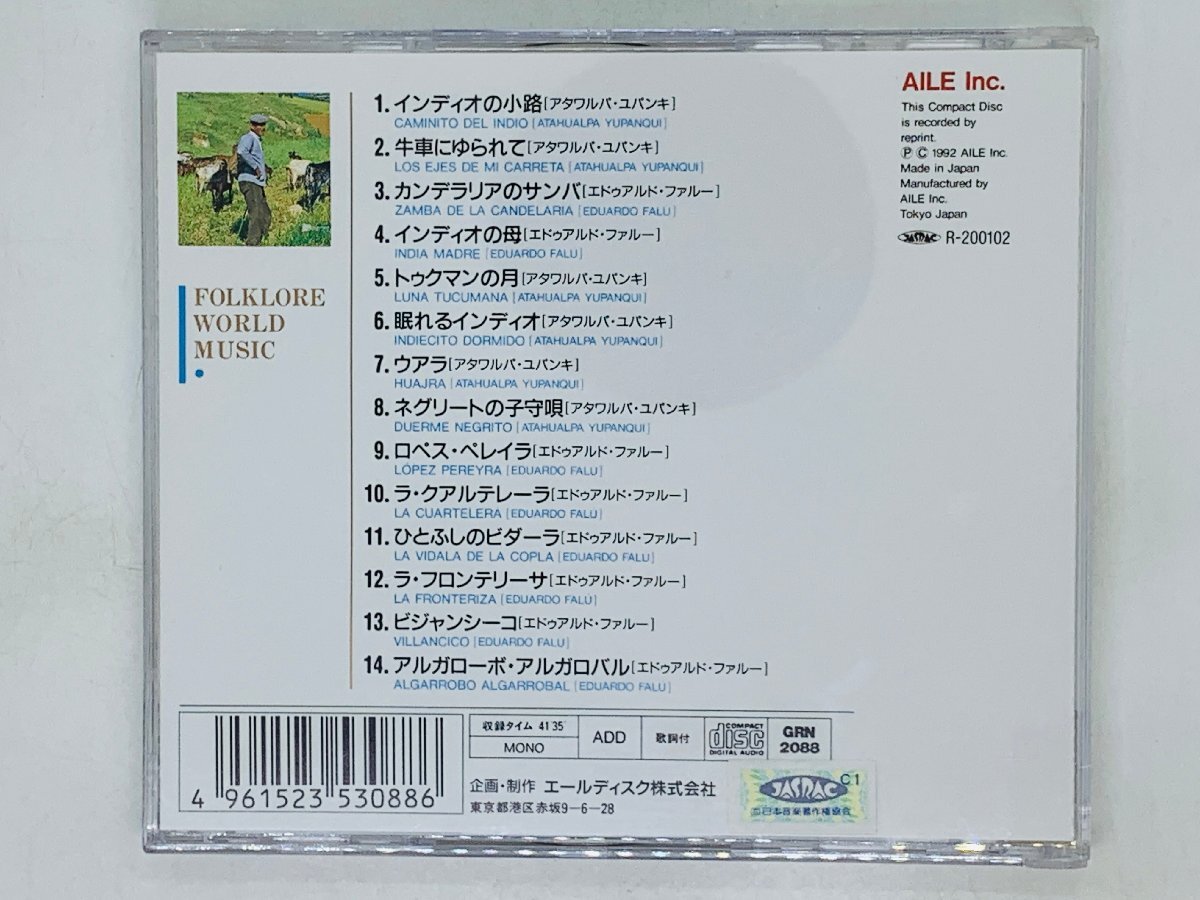 FOLKLORE
WORLD
MUSIC
1. インディオの小路[アタワルパ・ユパンキ]
CAMINITO DEL INDIO [ATAHUALPA YUPANQUI]
2. 牛車にゆられて[アタワルパ・ユパンキ]
LOS EJES DE MI CARRETA [ATAHUALPA YUPANQUI]
3. カンデラリアのサンバ[エドゥアルド・ファルー]
ZAMBA DE LA CANDELARIA [EDUARDO FALU]
4. インディオの母[エドゥアルド・ファルー]
INDIA MADRE [EDUARDO FALU]
5. トゥクマンの月[アタワルパ・ユパンキ]
LUNA TUCUMANA [ATAHUALPA YUPANQUI]
6. 眠れるインディオ[アタワルパ・ユパンキ]
INDIECITO DORMIDO [ATAHUALPA YUPANQUI]
7. ウアラ[アタワルパ・ユパンキ]
HUAJRA [ATAHUALPA YUPANQUI]
8. ネグリートの子守唄[アタワルパ・ユパンキ]
DUERME NEGRITO [ATAHUALPA YUPANQUI]
9. ロペス・ペレイラ[エドゥアルド・ファルー]
LÓPEZ PEREYRA [EDUARDO FALU]
10. ラ・クアルテレーラ[エドゥアルド・ファルー]
LA CUARTELERA [EDUARDO FALU]
11. ひとふしのビダーラ[エドゥアルド・ファルー]
LA VIDALA DE LA COPLA [EDUARDO FALU]
12. ラ・フロンテリーサ[エドゥアルド・ファルー]
LA FRONTERIZA [EDUARDO FALU]
13. ビジャンシーコ[エドゥアルド・ファルー]
VILLANCICO [EDUARDO FALU]
14. アルガローボ・アルガロバル[エドゥアルド・ファルー]
ALGARROBO ALGARROBAL [EDUARDO FALU]
AILE Inc.
This Compact Disc
is recorded by
reprint.
Ⓟ Ⓒ 1992 AILE Inc.
Made in Japan
Manufactured by
AILE Inc.
Tokyo Japan
JASRAC R-200102
4 961523 530886
収録タイム 41'35"
MONO
ADD
歌詞付
COMPACT disc DIGITAL AUDIO
GRN
2088
企画・制作 エールディスク株式会社
東京都港区赤坂9-6-28
C1
JASRAC
日本音楽著作権協会